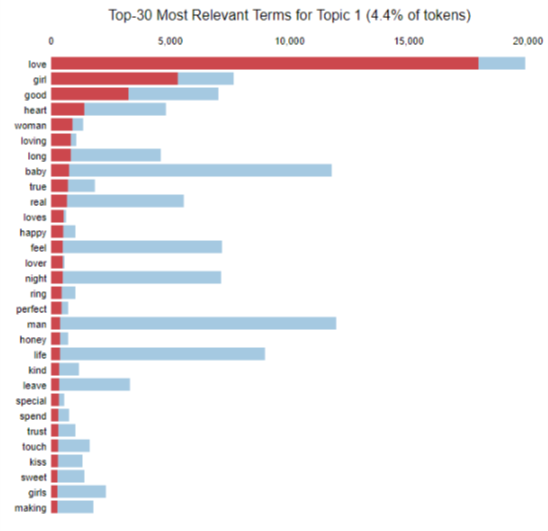 Top-30 Most Relevant Terms for Topic 1 (4.4% of tokens)
0 5,000 10,000 15,000 20,000
love
girl
good
heart
woman
loving
long
baby
true
real
loves
happy
feel
lover
night
ring
perfect
man
honey
life
kind
leave
special
spend
trust
touch
kiss
sweet
girls
making